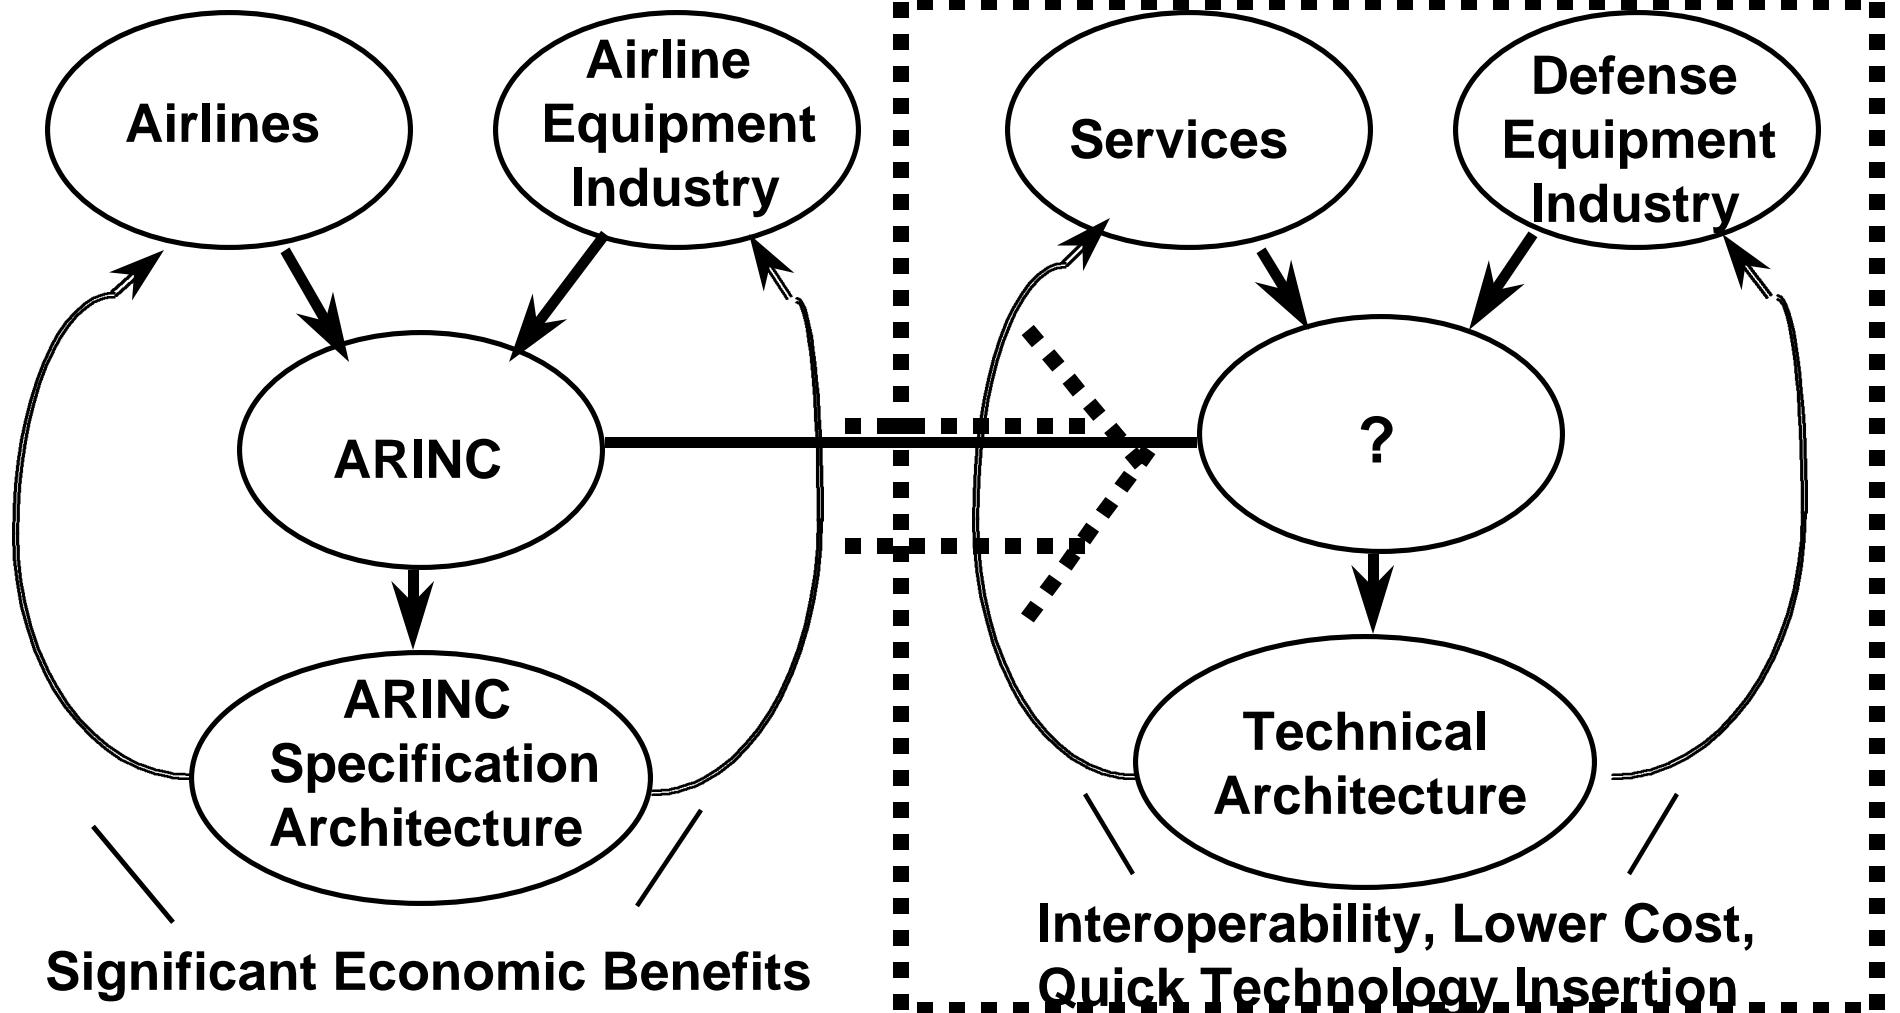 Airlines
Airline
Equipment
Industry
ARINC
ARINC
Specification
Architecture
Significant Economic Benefits
Services
Defense
Equipment
Industry
?
Technical
Architecture
Interoperability, Lower Cost,
Quick Technology Insertion